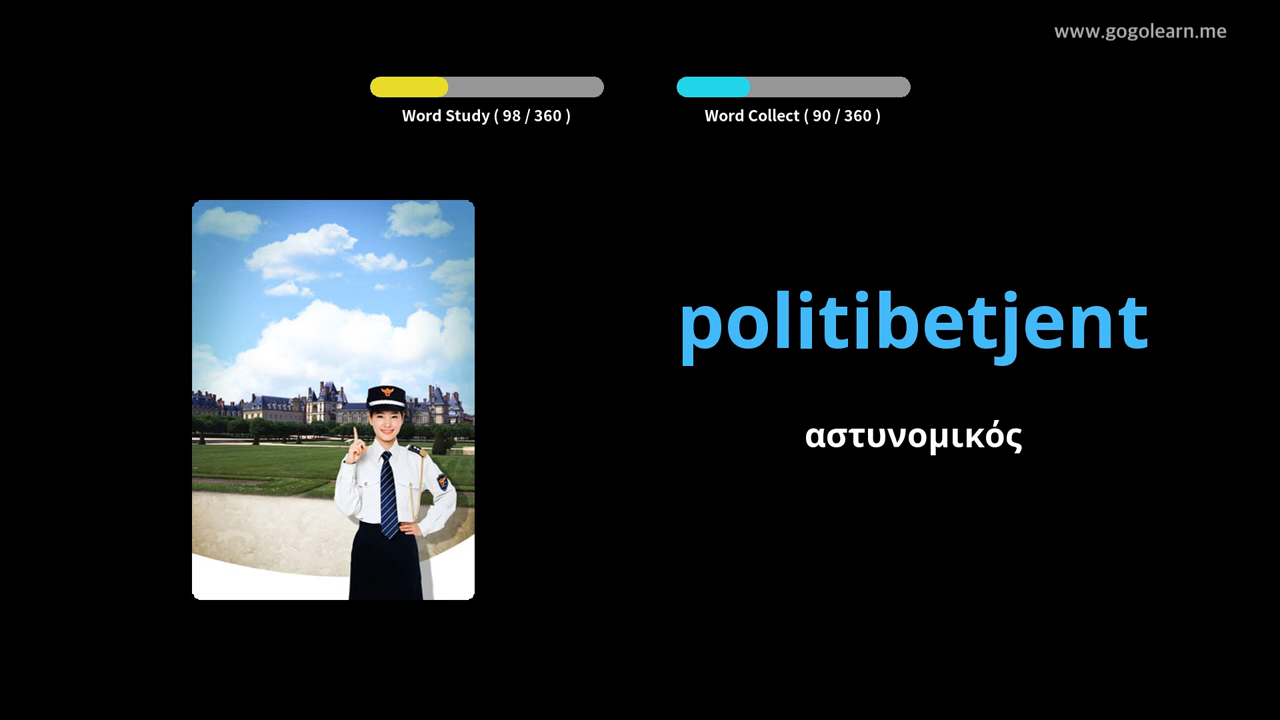 www.gogolearn.me
Word Study ( 98 / 360 )
Word Collect ( 90 / 360 )
politibetjent
αστυνομικός